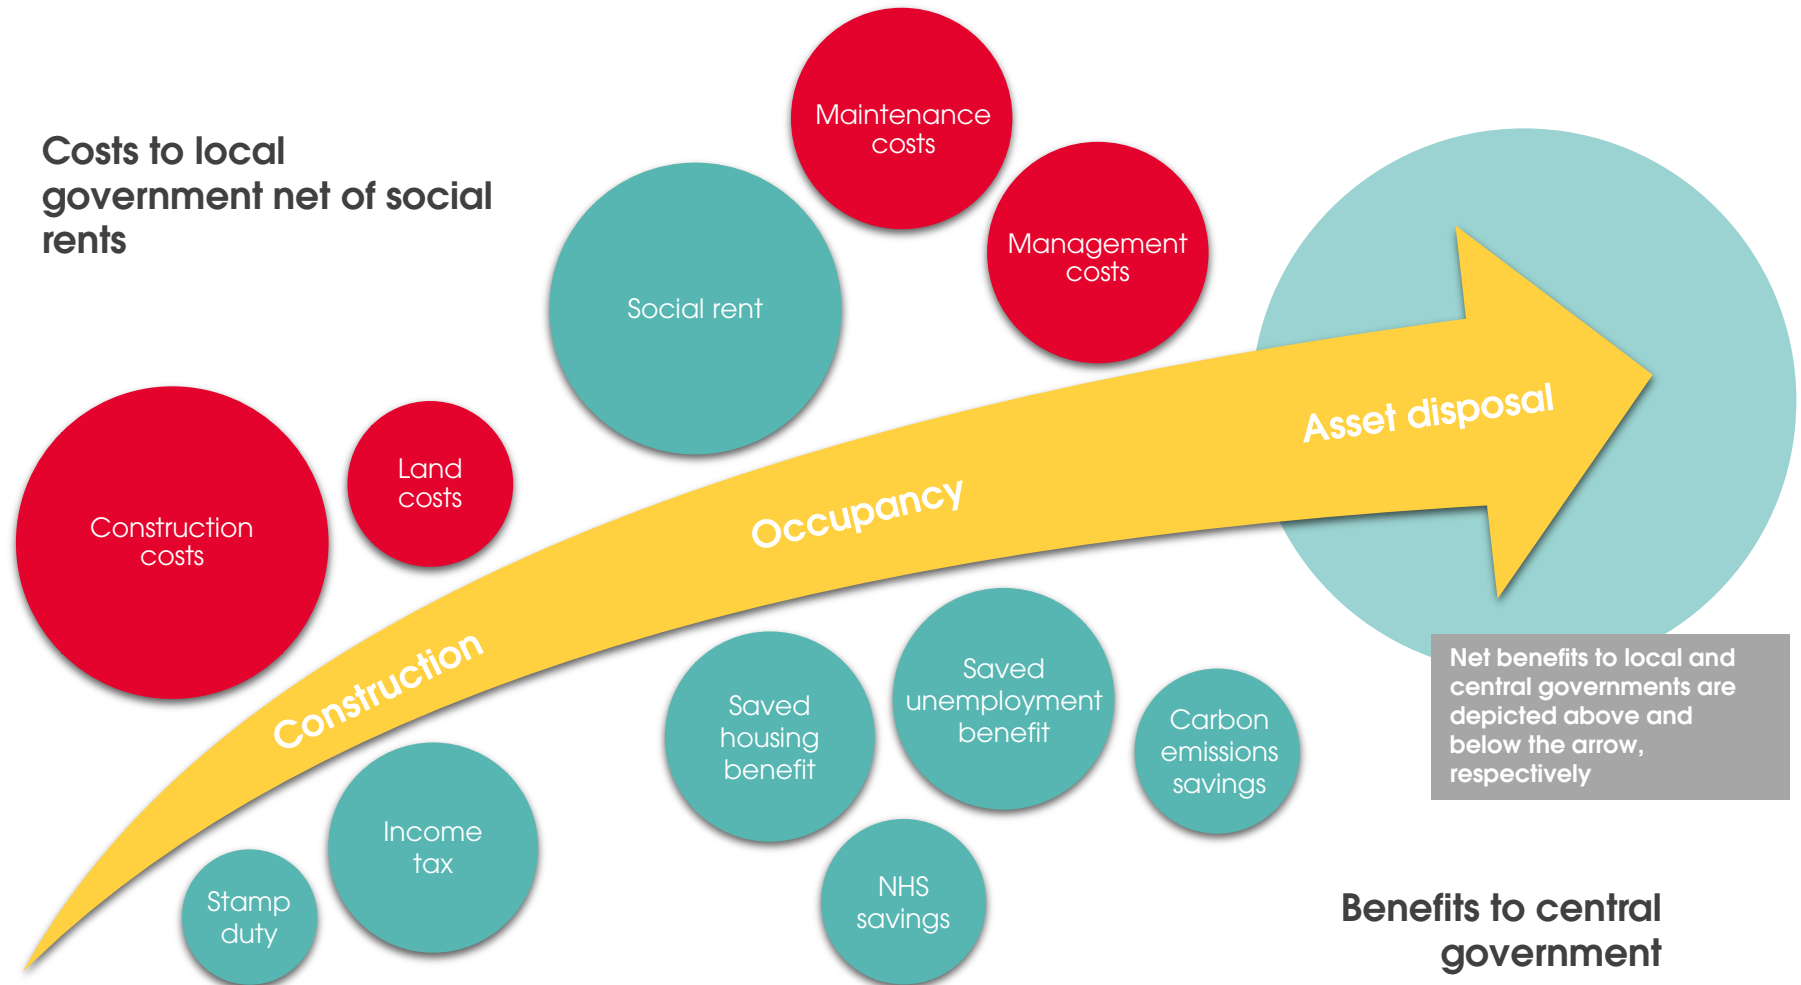 Costs to local
government net of social
rents
Maintenance
costs
Management
costs
Social rent
Land
costs
Construction
costs
Asset disposal
Occupancy
Construction
Saved
housing
benefit
Saved
unemployment
benefit
Carbon
emissions
savings
Net benefits to local and
central governments are
depicted above and
below the arrow,
respectively
Income
tax
Stamp
duty
NHS
savings
Benefits to central
government